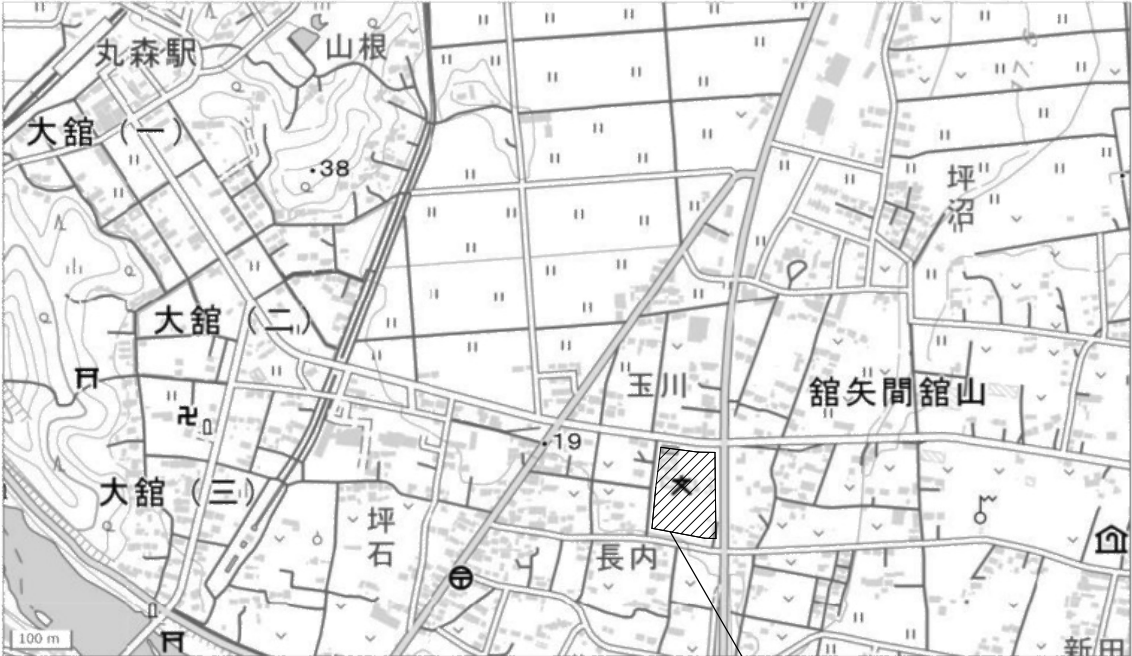 丸森駅
山根
大舘（一）
38
坪沼
大舘（二）
玉川
舘矢間舘山
19
大舘（三）
坪石
長内
100 m
新田